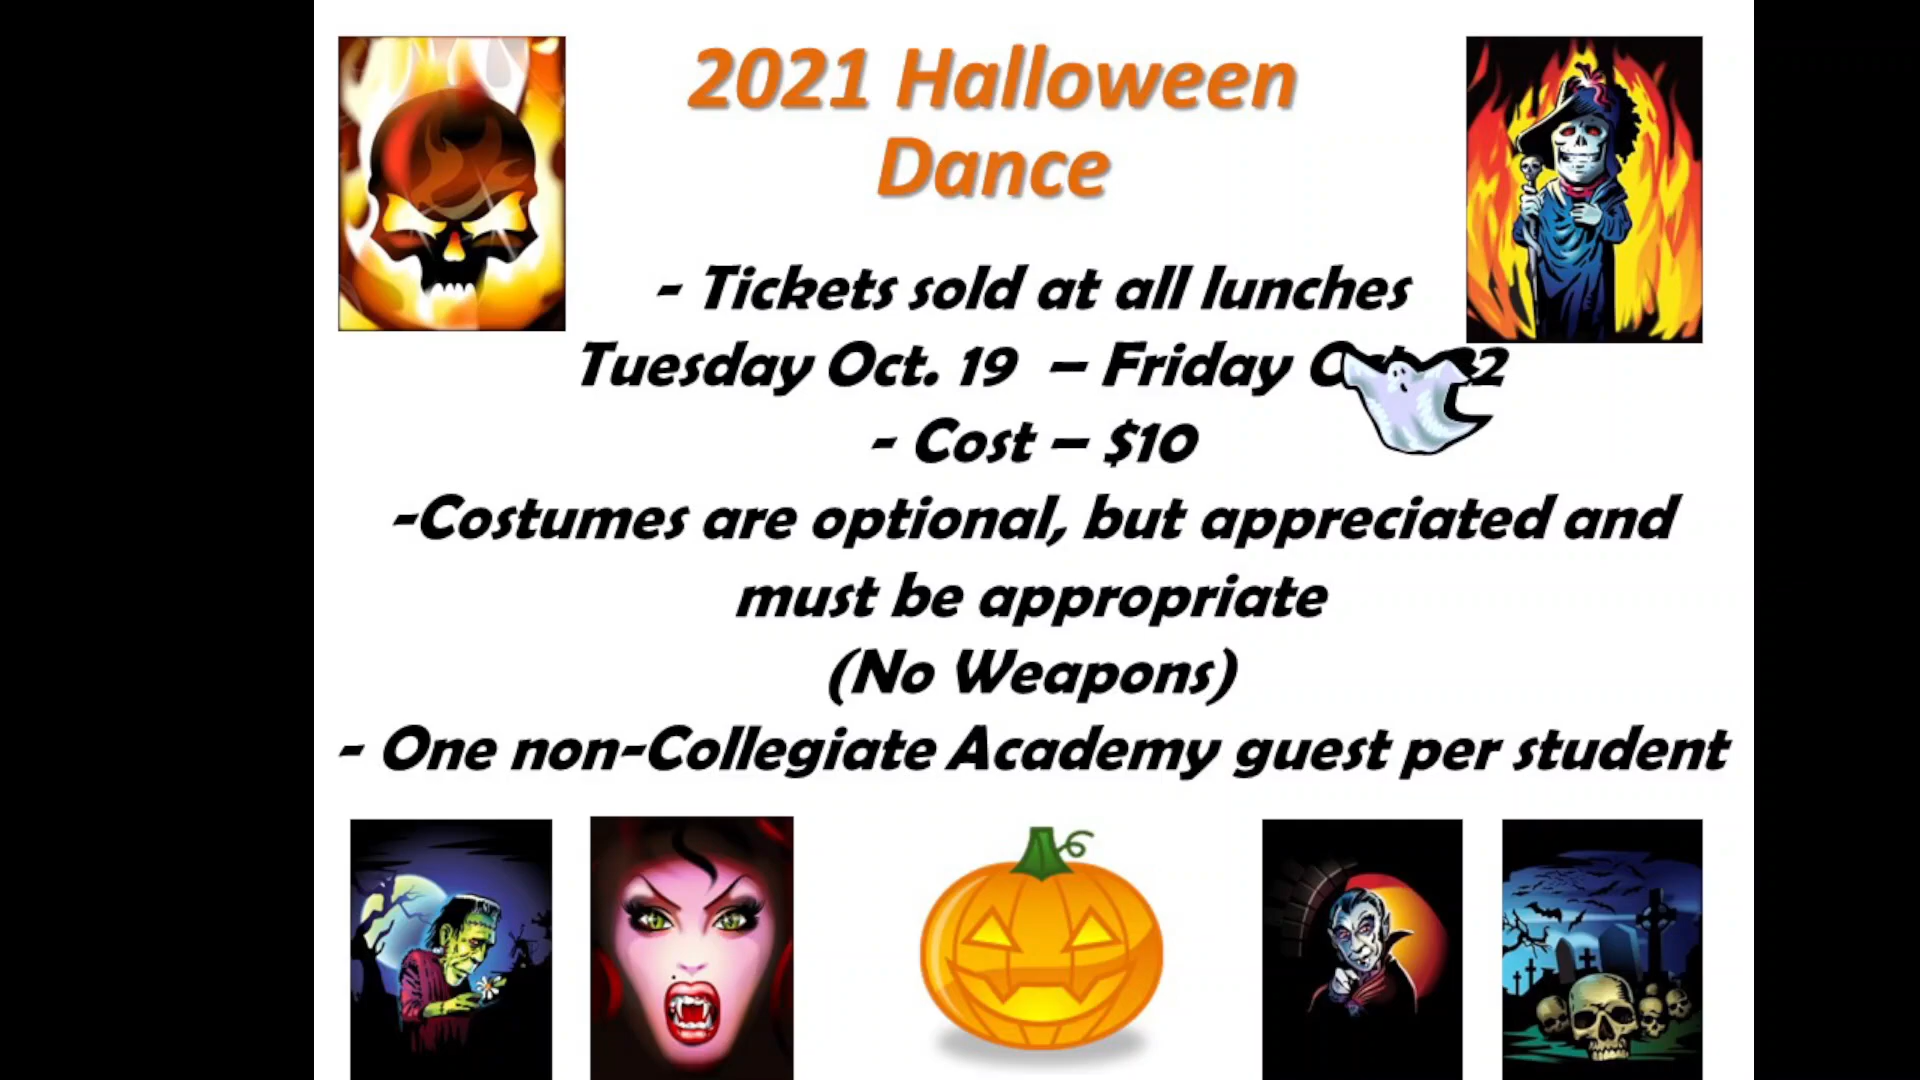 2021 Halloween
Dance
- Tickets sold at all lunches
Tuesday Oct. 19 – Friday
- Cost – $10
-Costumes are optional, but appreciated and
must be appropriate
(No Weapons)
- One non-Collegiate Academy guest per student